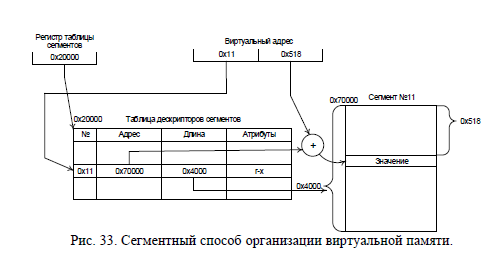 Регистр таблицы
сегментов
0x20000
Виртуальный адрес
0x11 0x518
0x20000 Таблица дескрипторов сегментов
№ Адрес Длина Атрибуты
0x11 0x70000 0x4000 r-x
+
0x70000 Сегмент №11
0x518
Значение
0x4000
Рис. 33. Сегментный способ организации виртуальной памяти.